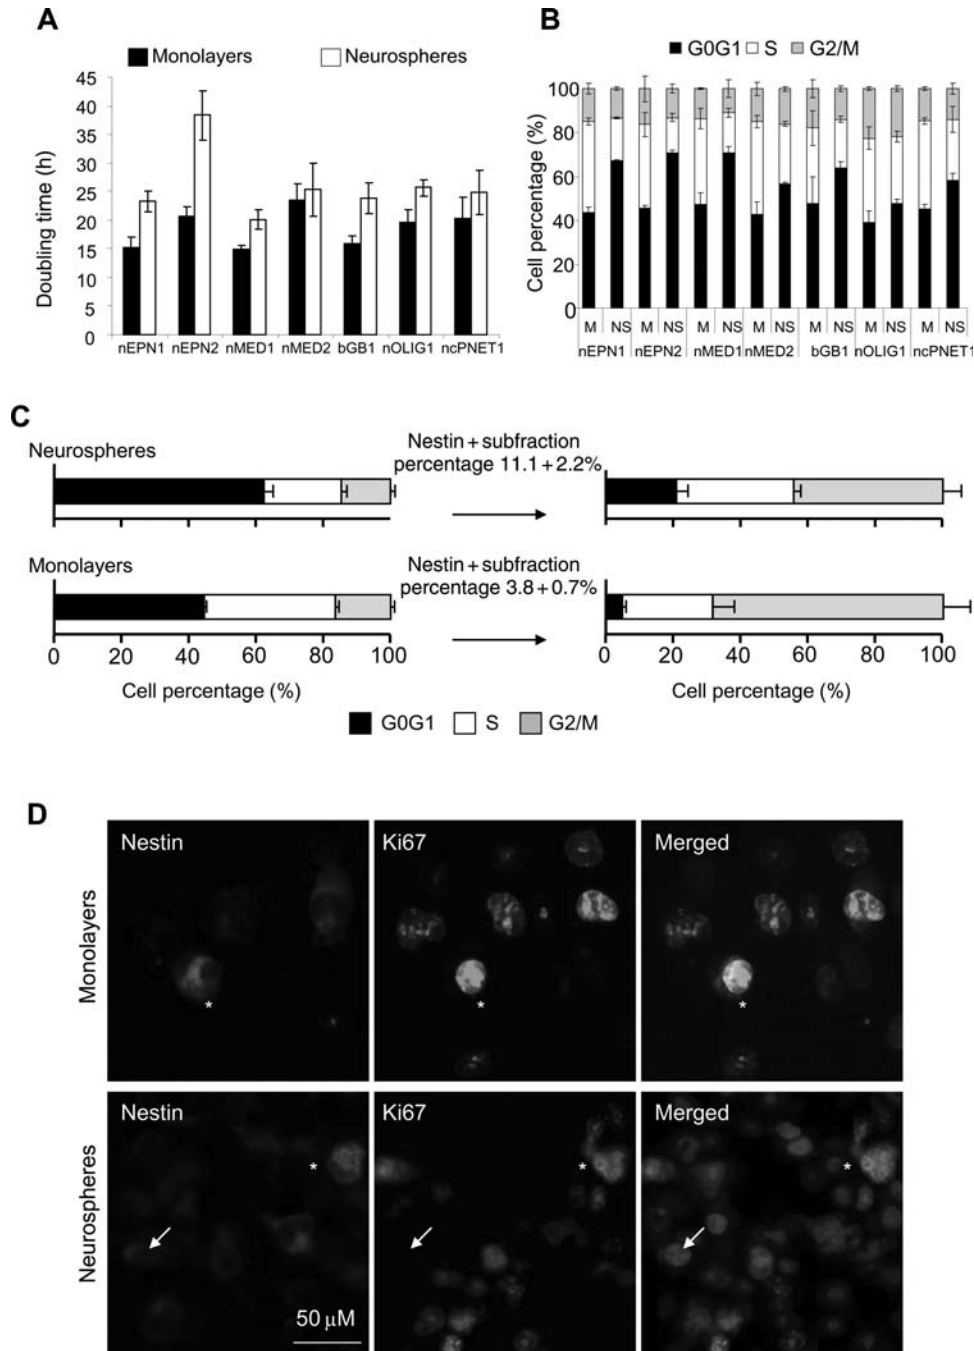 A
Monolayers Neurospheres
Doubling time (h)
45
40
35
30
25
20
15
10
5
0
nEPN1 nEPN2 nMED1 nMED2 bGB1 nOLIG1 ncPNET1
B
G0G1 S G2/M
Cell percentage (%)
100
80
60
40
20
0
M NS M NS M NS M NS M NS M NS M NS
nEPN1 nEPN2 nMED1 nMED2 bGB1 nOLIG1 ncPNET1
C
Neurospheres
Nestin + subfraction
percentage 11.1 + 2.2%
Monolayers
Nestin + subfraction
percentage 3.8 + 0.7%
0 20 40 60 80 100
Cell percentage (%)
0 20 40 60 80 100
Cell percentage (%)
G0G1 S G2/M
D
Monolayers
Nestin Ki67 Merged
* * *
Neurospheres
Nestin Ki67 Merged
* * *
50 µM